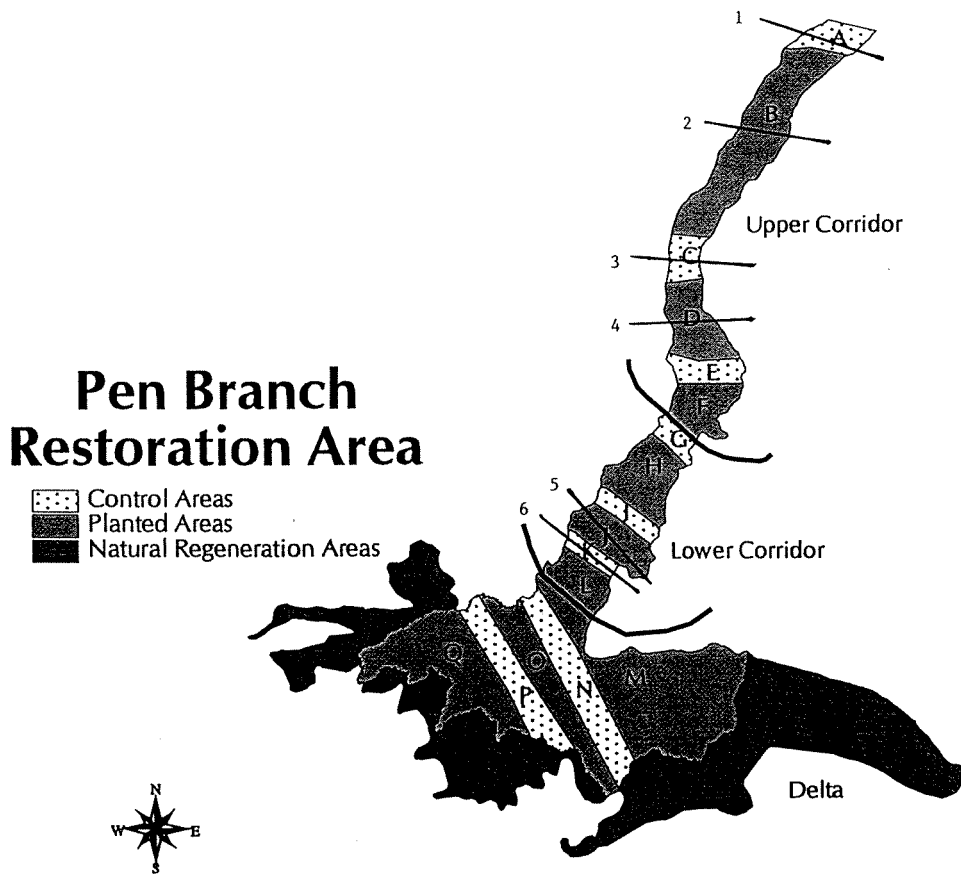 1
A
B
2
Upper Corridor
C
3
D
4
E
Pen Branch
Restoration Area
F
G
H
Control Areas
Planted Areas
Natural Regeneration Areas
5
I
6
J
K
Lower Corridor
L
Q
O
P
N
M
Delta
N
W
E
S